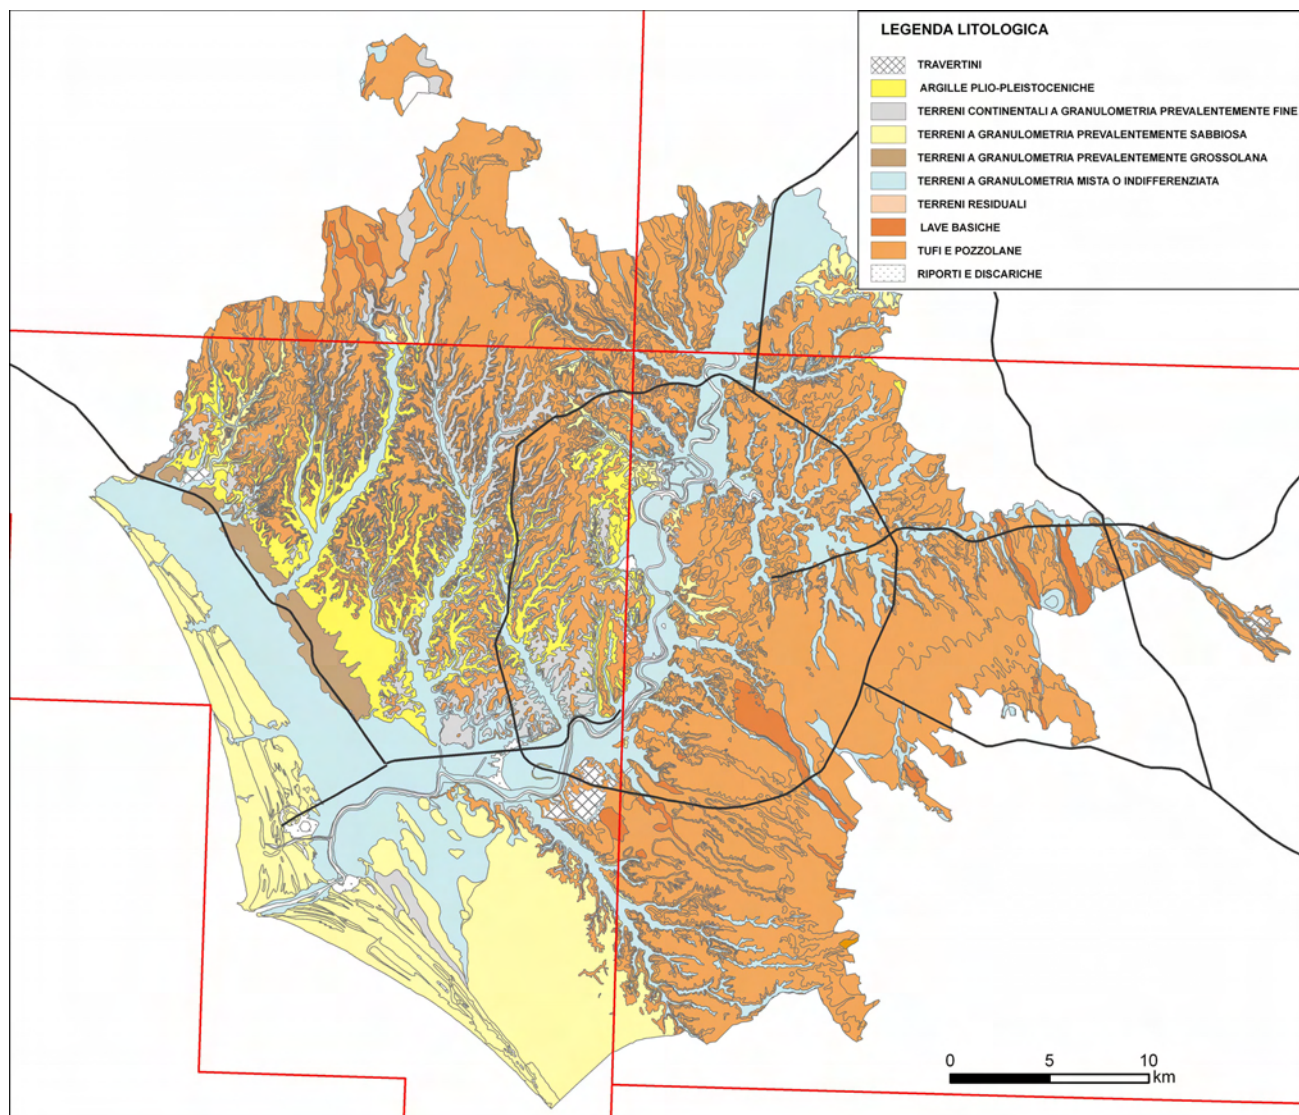 LEGENDA LITOLOGICA
TRAVERTINI
ARGILLE PLIO-PLEISTOCENICHE
TERRENI CONTINENTALI A GRANULOMETRIA PREVALENTEMENTE FINE
TERRENI A GRANULOMETRIA PREVALENTEMENTE SABBIOSA
TERRENI A GRANULOMETRIA PREVALENTEMENTE GROSSOLANA
TERRENI A GRANULOMETRIA MISTA O INDIFFERENZIATA
TERRENI RESIDUALI
LAVE BASICHE
TUFI E POZZOLANE
RIPORTI E DISCARICHE
0 5 10
km